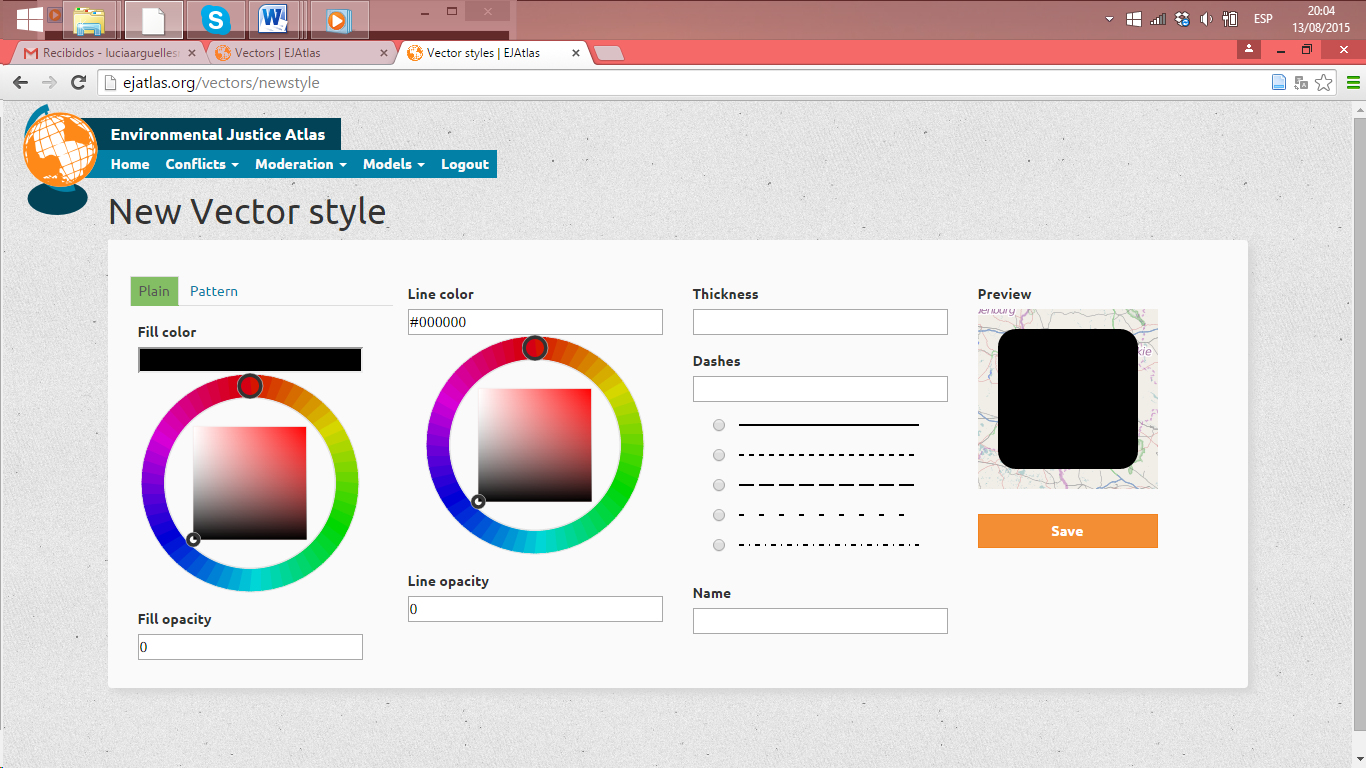 20:04
ESP
13/08/2015
Recibidos - luciaarguelles
Vectors | EJAtlas
Vector styles | EJAtlas
ejatlas.org/vectors/newstyle
Environmental Justice Atlas
Home Conflicts Moderation Models Logout
New Vector style
Plain Pattern
Fill color
Fill opacity
0
Line color
#000000
Line opacity
0
Thickness
Dashes
Name
Preview
Save